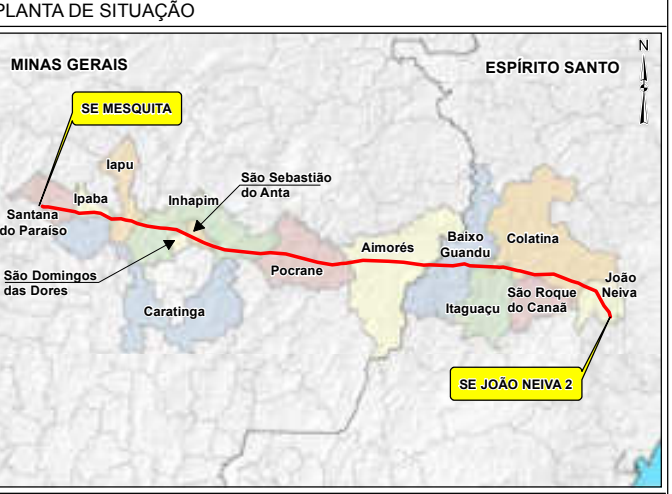 PLANTA DE SITUAÇÃO
MINAS GERAIS
ESPÍRITO SANTO
N
SE MESQUITA
Iapu
São Sebastião
do Anta
Ipaba
Inhapim
Santana
do Paraíso
Baixo
Guandu
Colatina
Aimorés
Pocrane
São Domingos
das Dores
João
Neiva
São Roque
do Canaã
Itaguaçu
Caratinga
SE JOÃO NEIVA 2